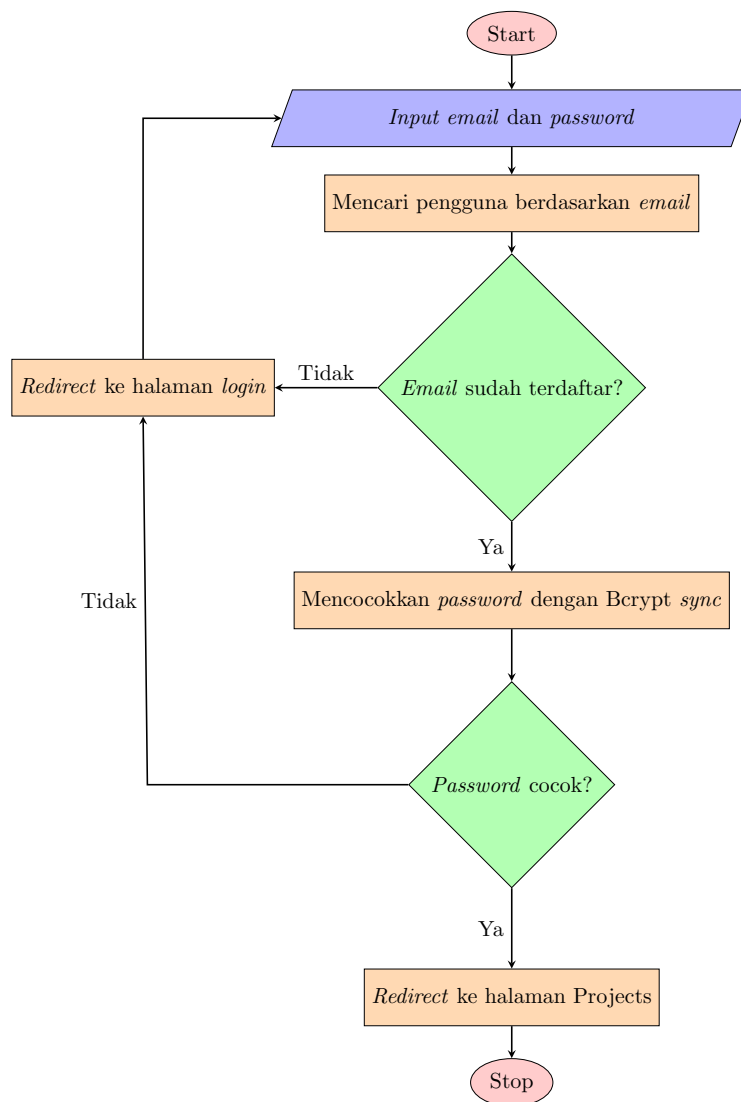 Start
Input email dan password
Mencari pengguna berdasarkan email
Email sudah terdaftar?
Tidak
Redirect ke halaman login
Ya
Mencocokkan password dengan Bcrypt sync
Tidak
Password cocok?
Ya
Redirect ke halaman Projects
Stop